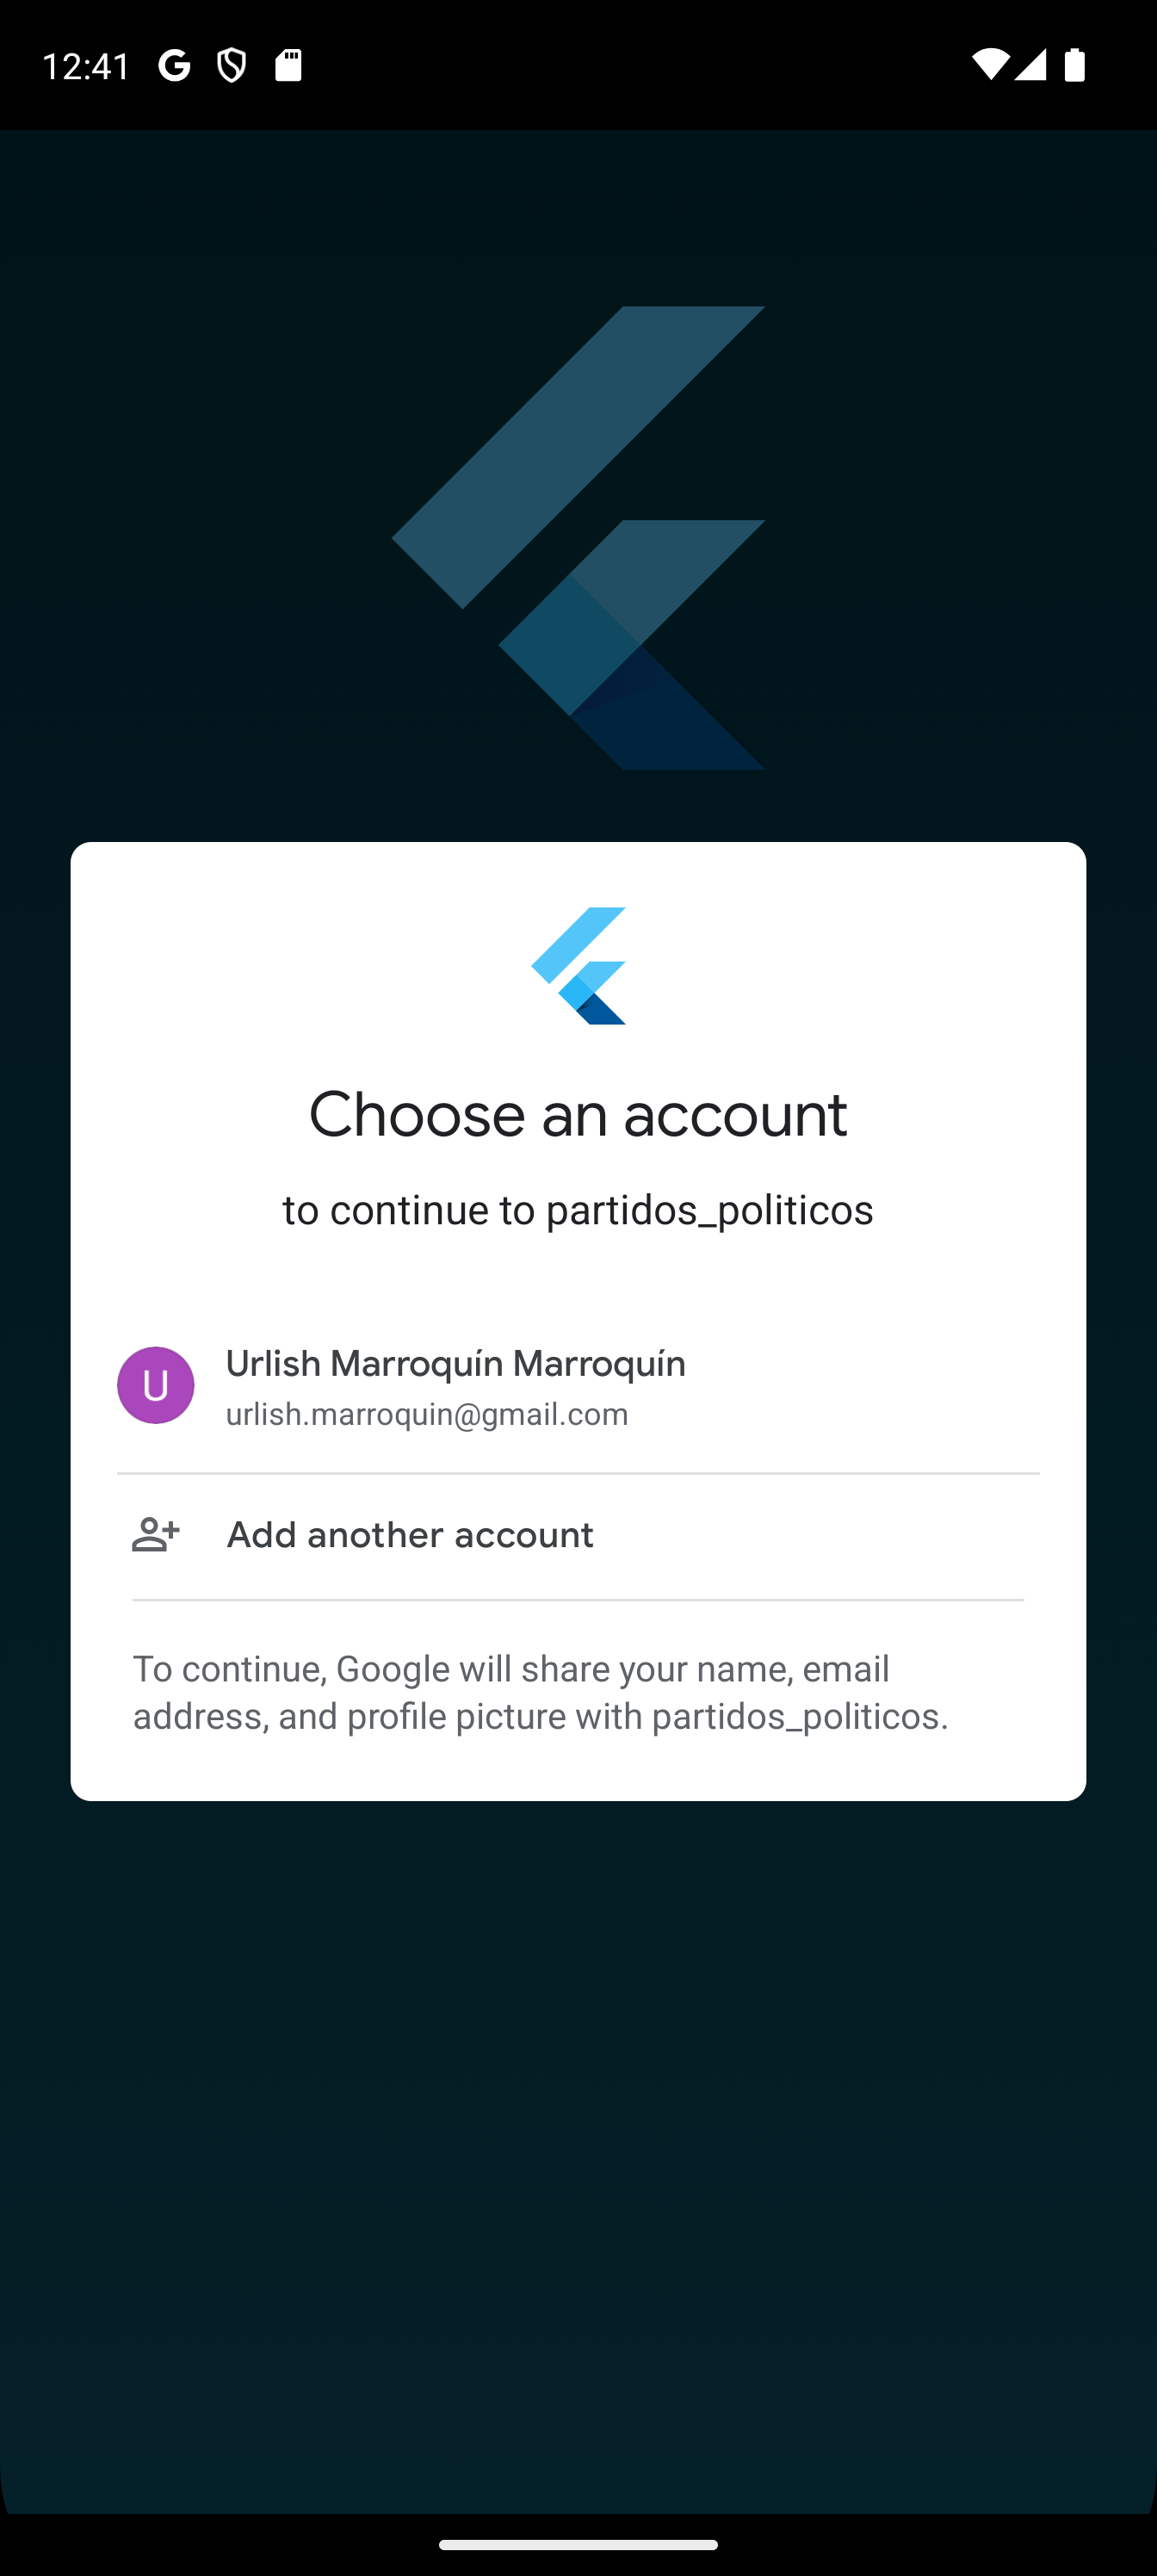 12:41
Choose an account
to continue to partidos_politicos
U
Urlish Marroquín Marroquín
urlish.marroquin@gmail.com
Add another account
To continue, Google will share your name, email
address, and profile picture with partidos_politicos.